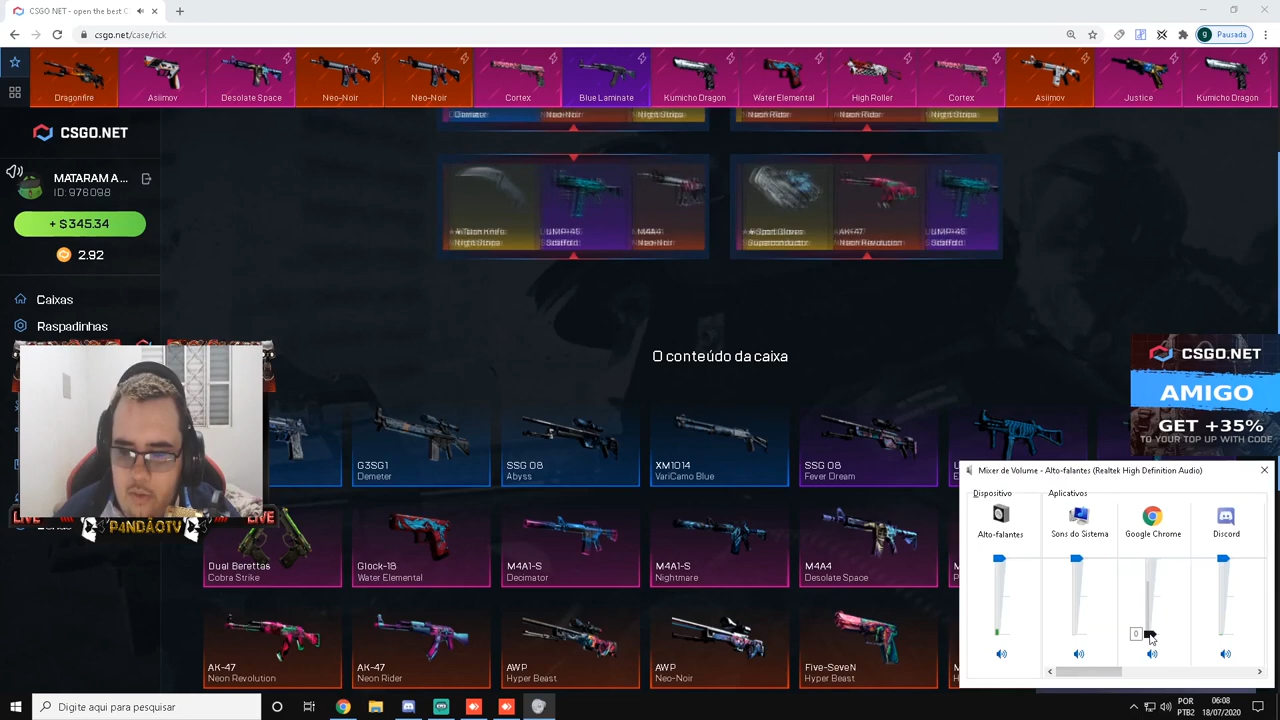 CSGO.NET - open the best C
csgo.net/case/rick
g
Pausada
Dragonfire
Asiimov
Desolate Space
Neo-Noir
Neo-Noir
Cortex
Blue Laminate
Kumicho Dragon
Water Elemental
High Roller
Cortex
Asiimov
Justice
Kumicho Dragon
CSGO.NET
MATARAM A...
ID: 976098
+ $345.34
2.92
Caixas
Raspadinhas
UMP-45
M4A1
Neo-Noir
AK-47
Neon Revolution
UMP-45
O conteúdo da caixa
G3SG1
Demeter
SSG 08
Abyss
XM1014
VariCamo Blue
SSG 08
Fever Dream
Dual Berettas
Cobra Strike
Glock-18
Water Elemental
M4A1-S
Decimator
M4A1-S
Nightmare
M4A4
Desolate Space
AK-47
Neon Revolution
AK-47
Neon Rider
AWP
Hyper Beast
AWP
Neo-Noir
Five-SeveN
Hyper Beast
LIVE
P4NDÃOTV
LIVE
CSGO.NET
AMIGO
GET +35%
TO YOUR TOP UP WITH CODE
Mixer de Volume - Alto-falantes (Realtek High Definition Audio)
Dispositivo
Aplicativos
Alto-falantes
Sons do Sistema
Google Chrome
Discord
0
Digite aqui para pesquisar
POR
PTB2
06:08
18/07/2020